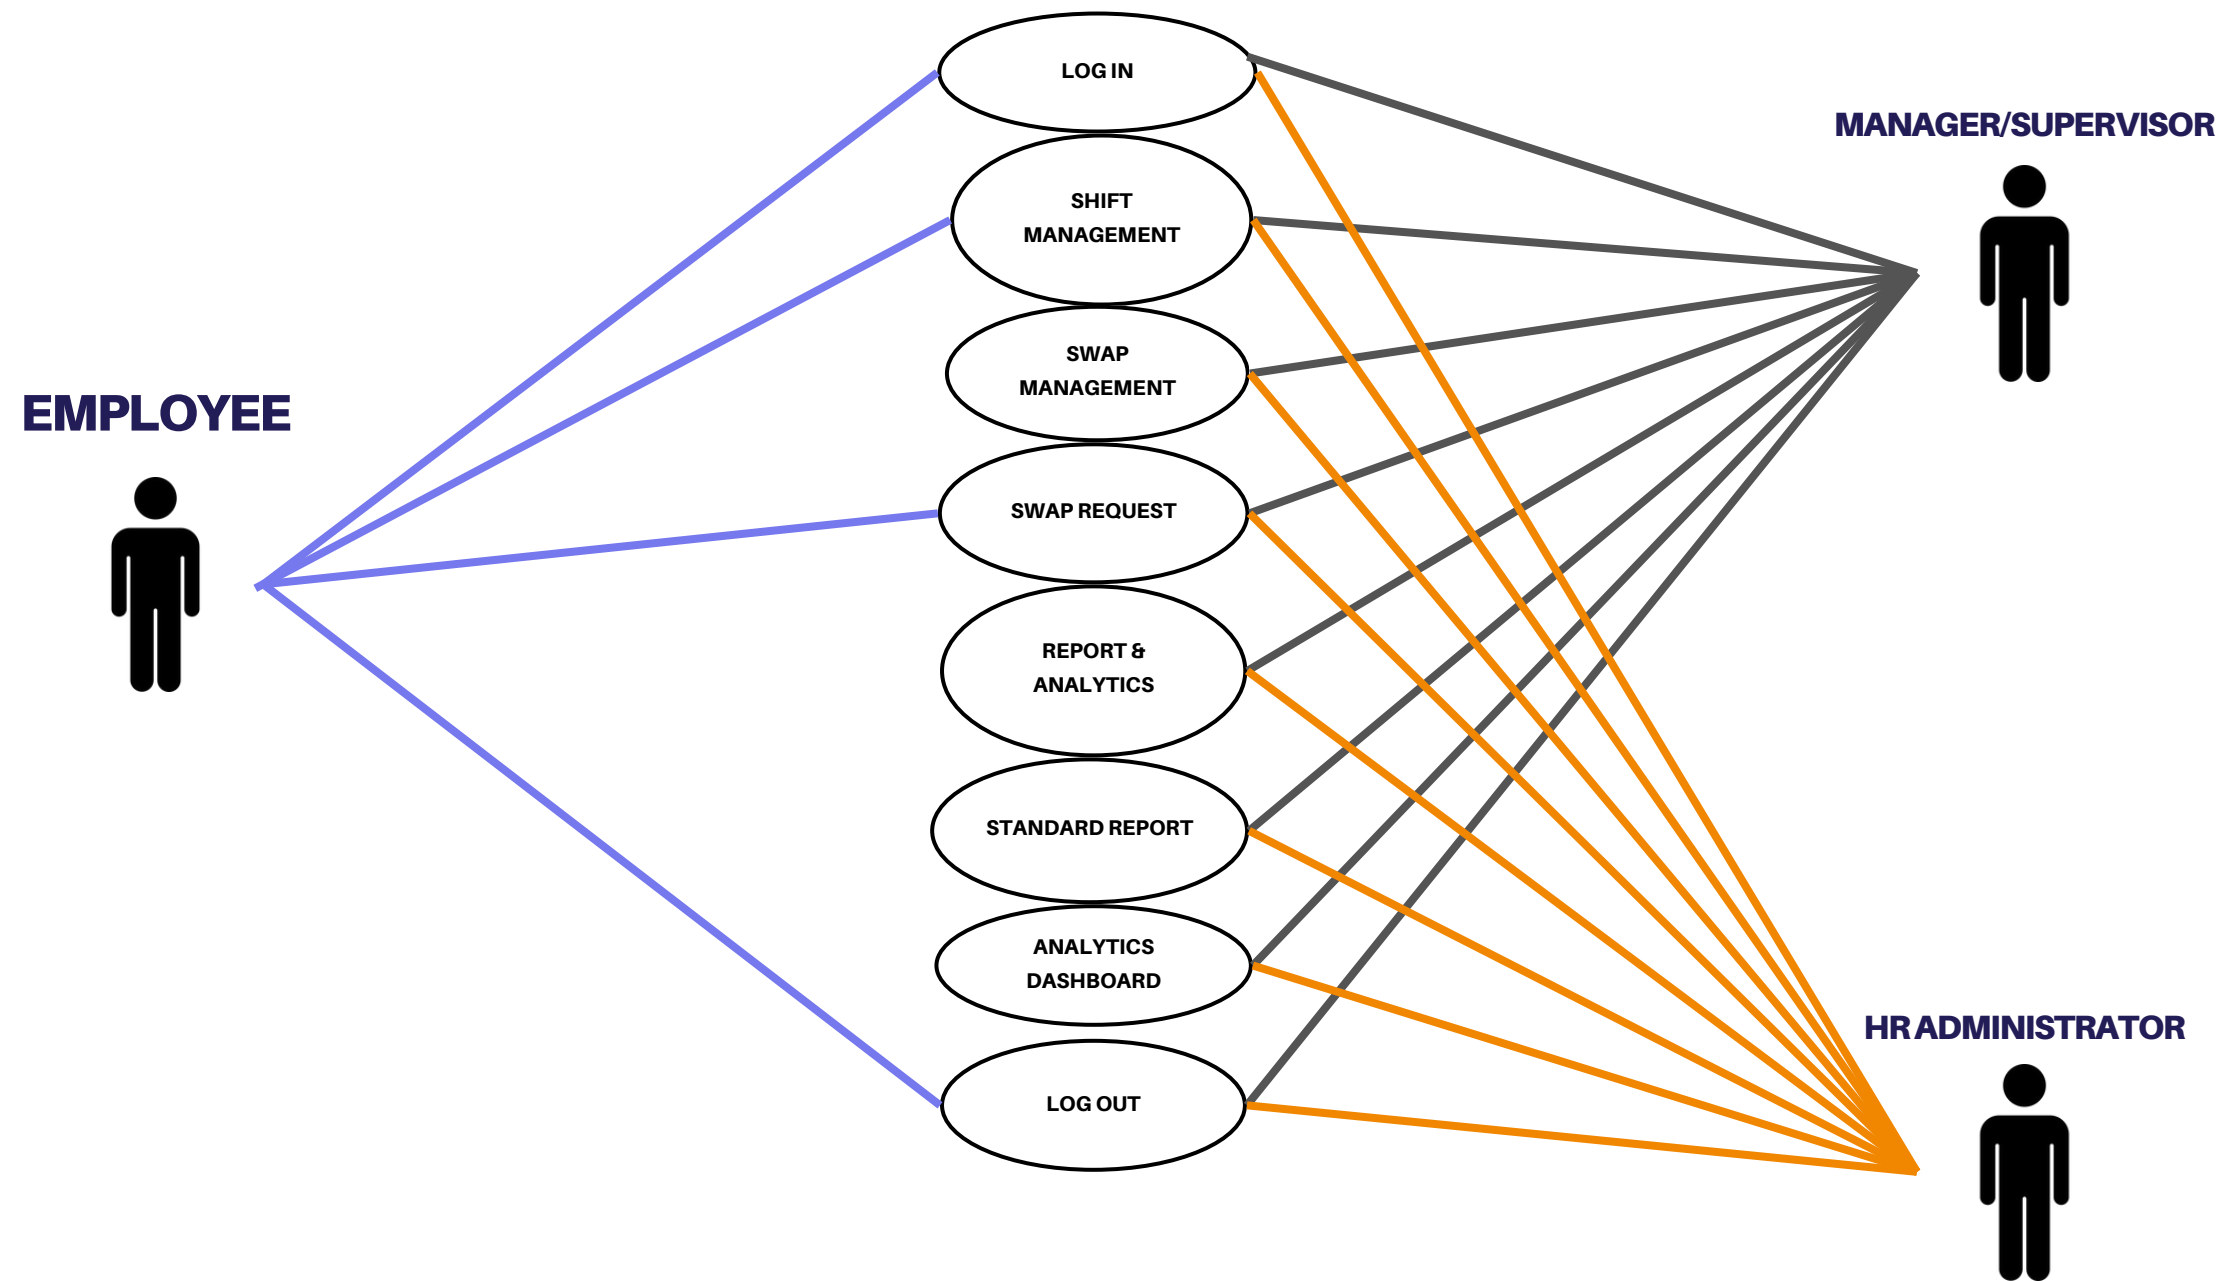 LOG IN
MANAGER/SUPERVISOR
SHIFT
MANAGEMENT
SWAP
MANAGEMENT
EMPLOYEE
SWAP REQUEST
REPORT &
ANALYTICS
STANDARD REPORT
ANALYTICS
DASHBOARD
HR ADMINISTRATOR
LOG OUT